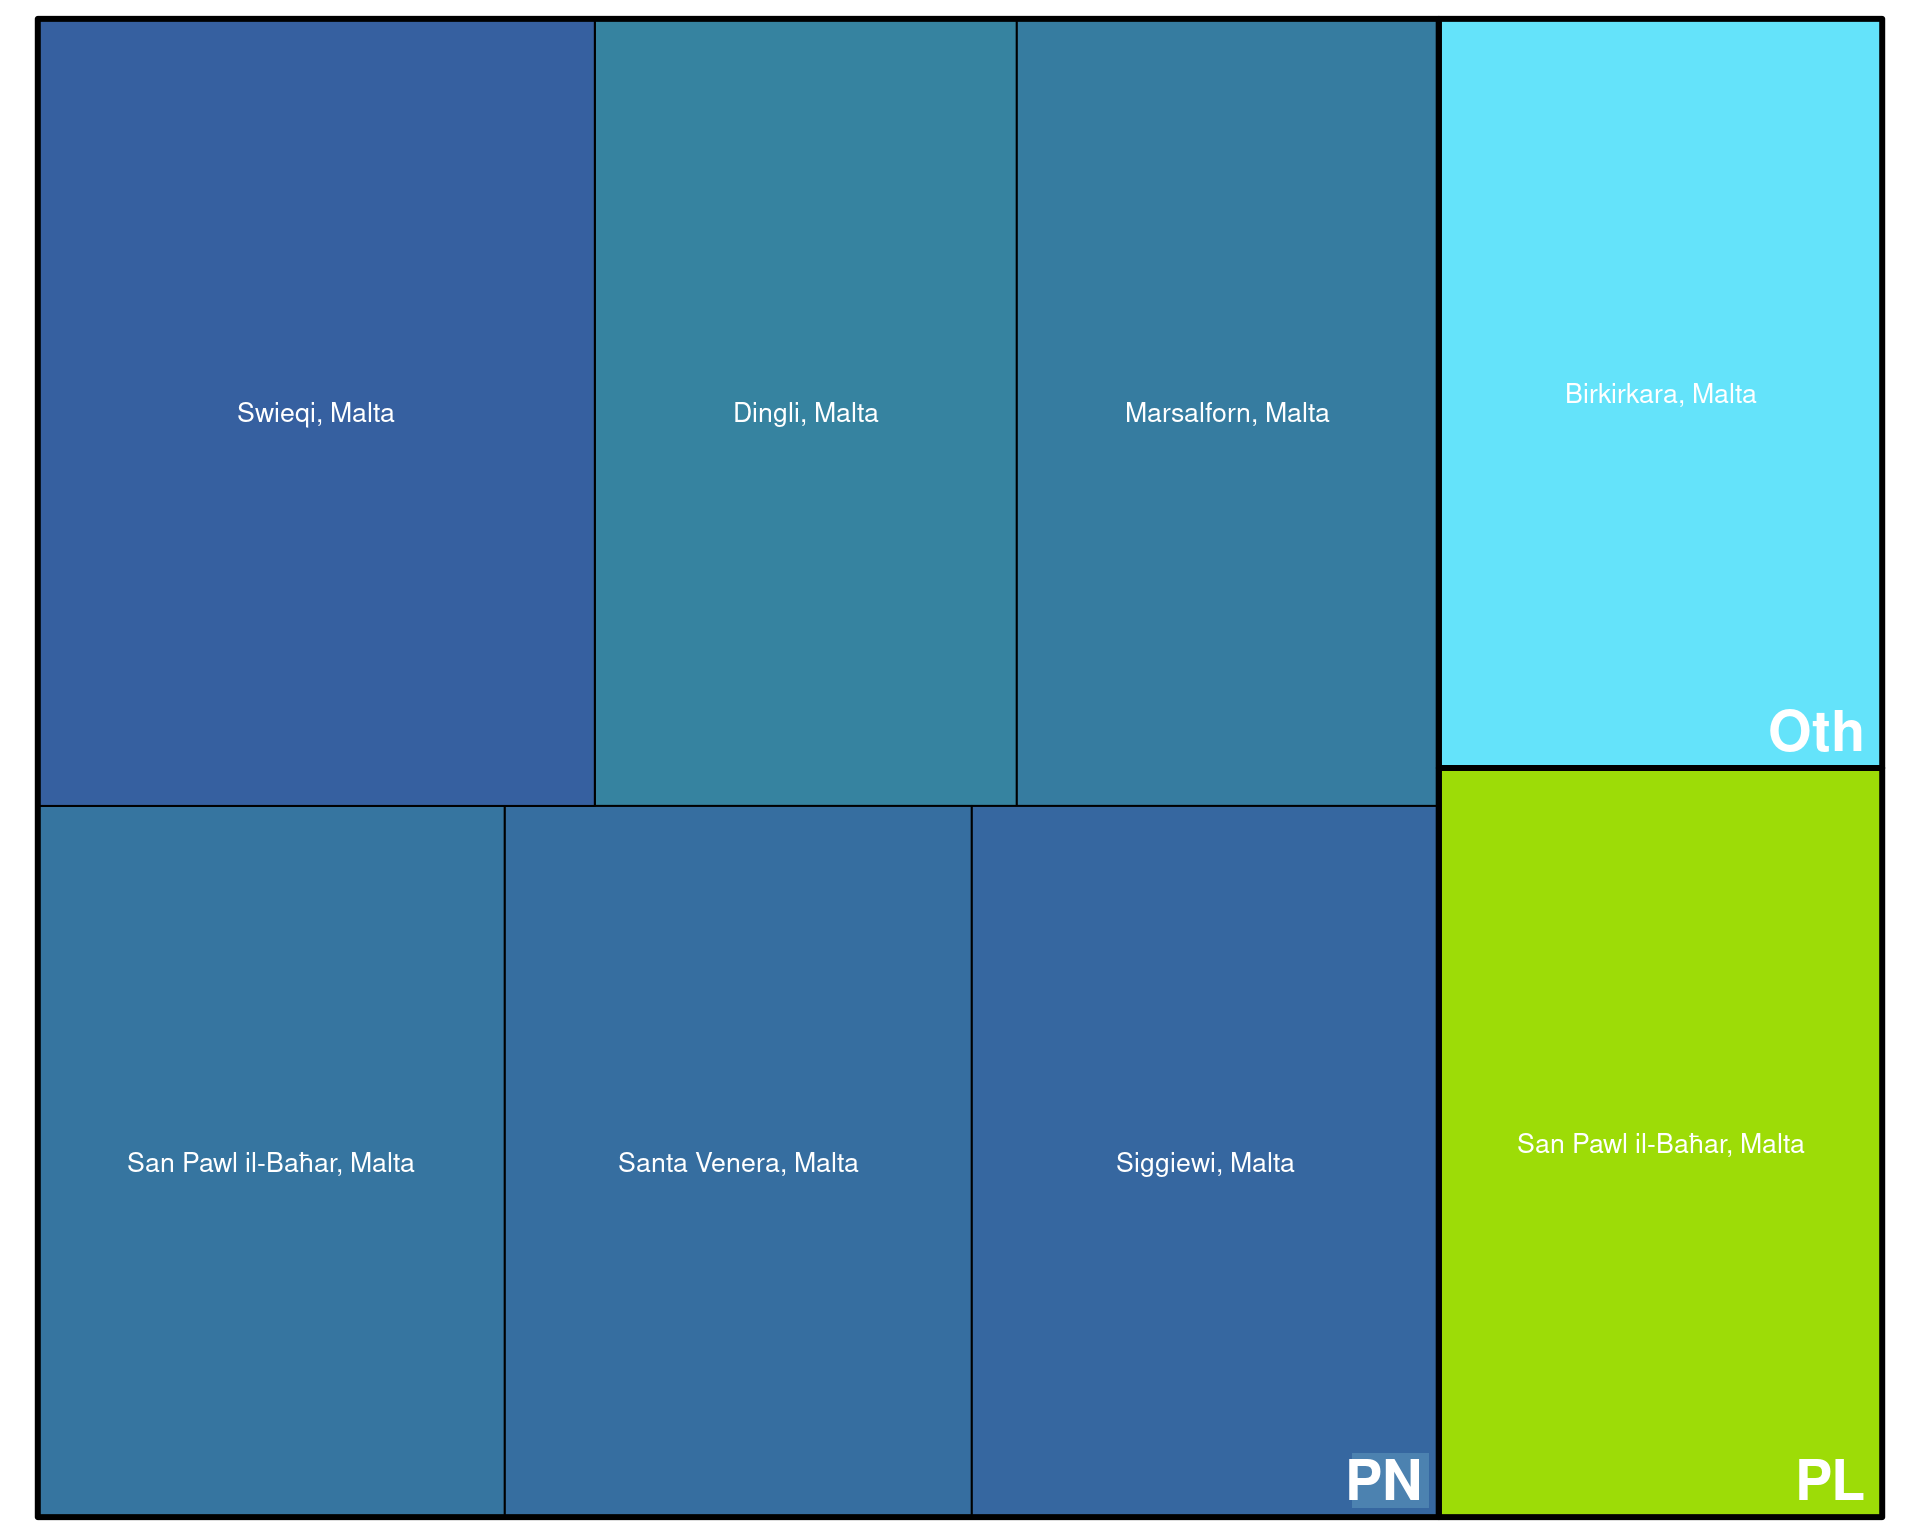 Swieqi, Malta
Dingli, Malta
Marsalforn, Malta
Birkirkara, Malta
Oth
San Pawl il-Baħar, Malta
Santa Venera, Malta
Siggiewi, Malta
PN
San Pawl il-Baħar, Malta
PL